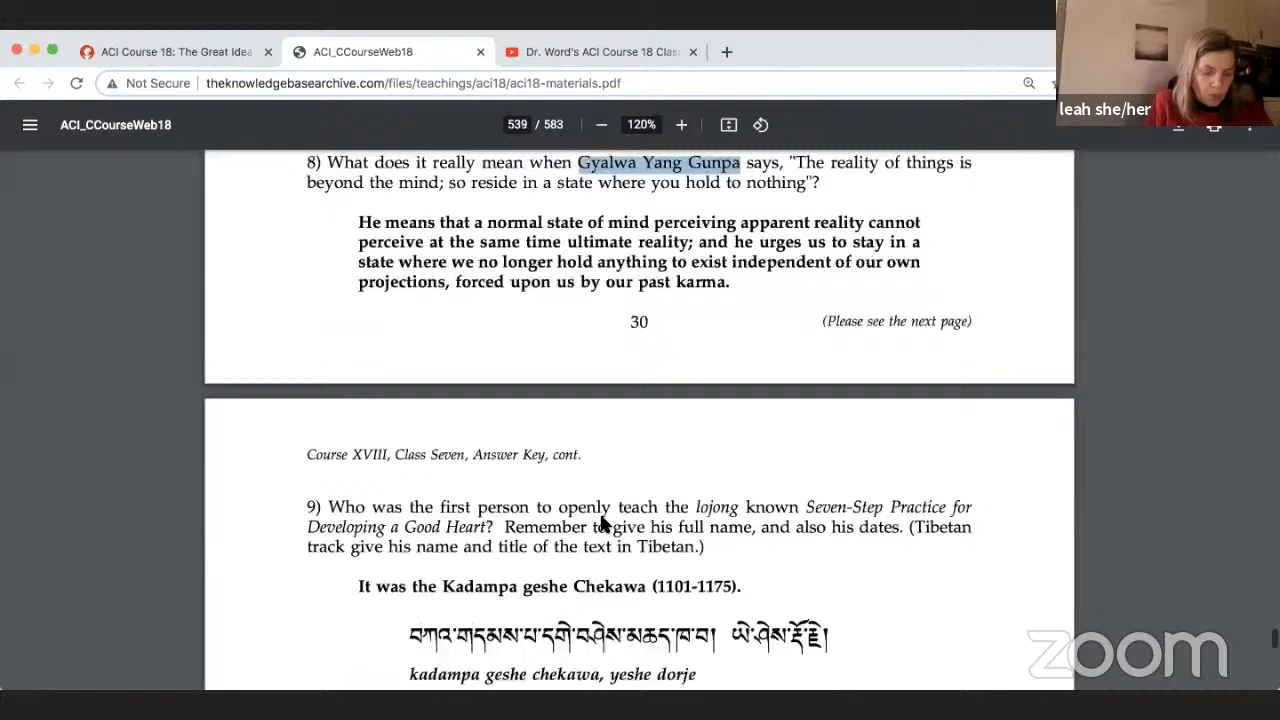 ACI Course 18: The Great Idea
ACI_CCourseWeb18
Dr. Word's ACI Course 18 Clas
Not Secure
theknowledgebasearchive.com/files/teachings/aci18/aci18-materials.pdf
leah she/her
ACI_CCourseWeb18
539 / 583
120%
8) What does it really mean when Gyalwa Yang Gunpa says, "The reality of things is
beyond the mind; so reside in a state where you hold to nothing"?
He means that a normal state of mind perceiving apparent reality cannot
perceive at the same time ultimate reality; and he urges us to stay in a
state where we no longer hold anything to exist independent of our own
projections, forced upon us by our past karma.
30
(Please see the next page)
Course XVIII, Class Seven, Answer Key, cont.
9) Who was the first person to openly teach the lojong known Seven-Step Practice for
Developing a Good Heart? Remember to give his full name, and also his dates. (Tibetan
track give his name and title of the text in Tibetan.)
It was the Kadampa geshe Chekawa (1101-1175).
བཀའ་གདམས་པ་དགེ་བཤེས་མཆད་ཁ་བ། ཡེ་ཤེས་རྡོ་རྗེ།
kadampa geshe chekawa, yeshe dorje
zoom